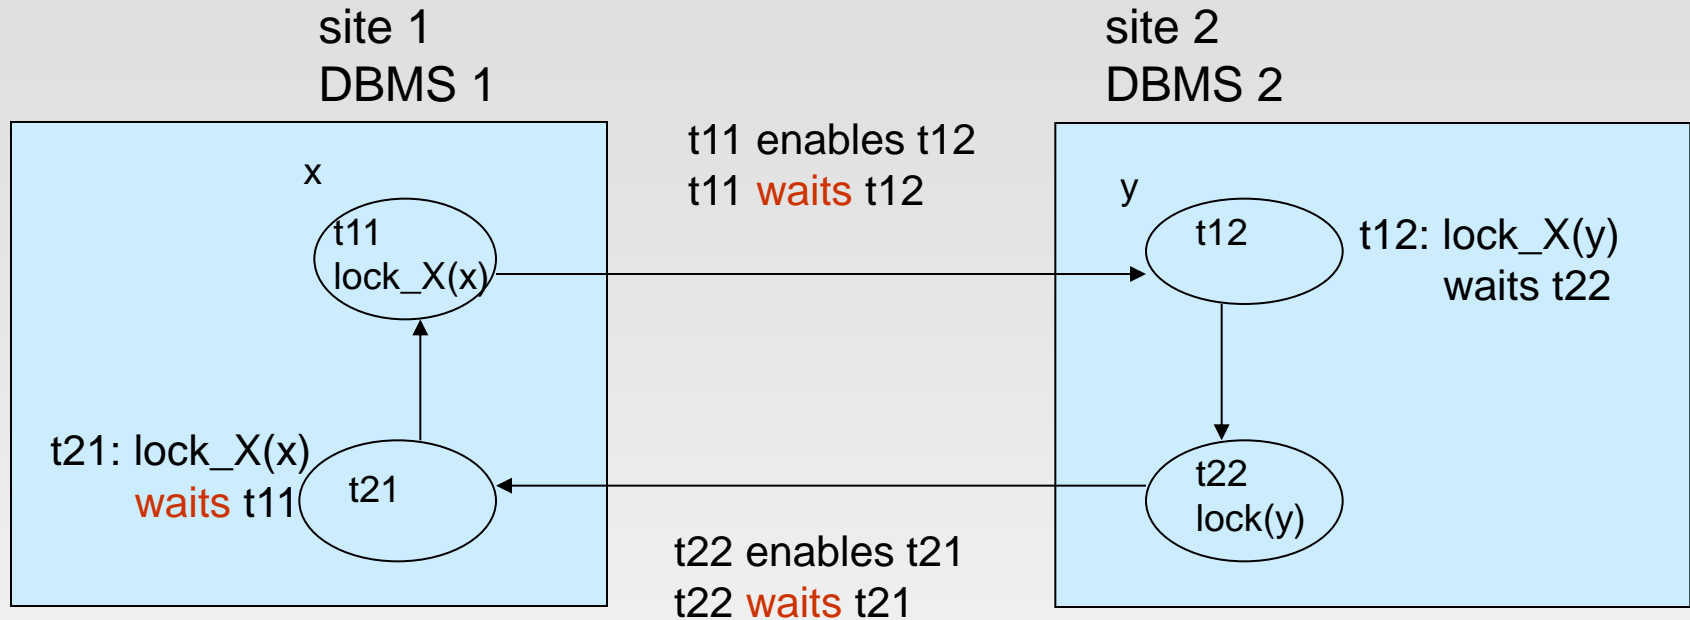 site 1
DBMS 1
site 2
DBMS 2
t11 enables t12
t11 waits t12
x
t11
lock_X(x)
y
t12
t12: lock_X(y)
waits t22
t21: lock_X(x)
waits t11
t21
t22
lock(y)
t22 enables t21
t22 waits t21